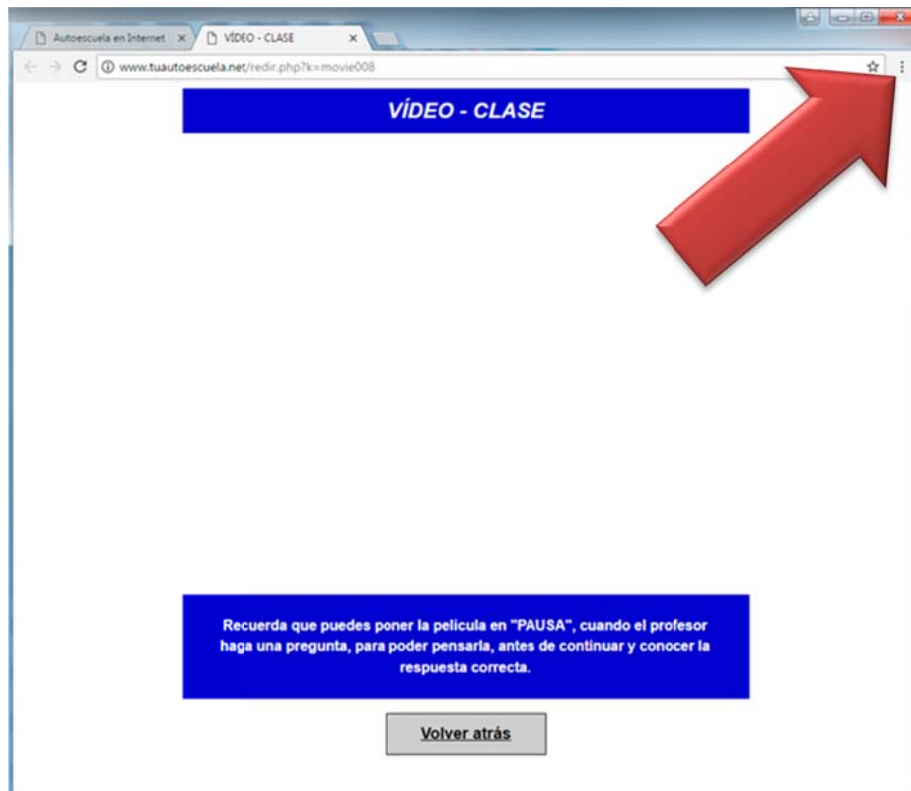 Autoescuela en Internet
VÍDEO - CLASE
www.tuautoescuela.net/redir.php?k=movie008
VÍDEO - CLASE
Recuerda que puedes poner la pelicula en "PAUSA", cuando el profesor
haga una pregunta, para poder pensarla, antes de continuar y conocer la
respuesta correcta.
Volver atrás